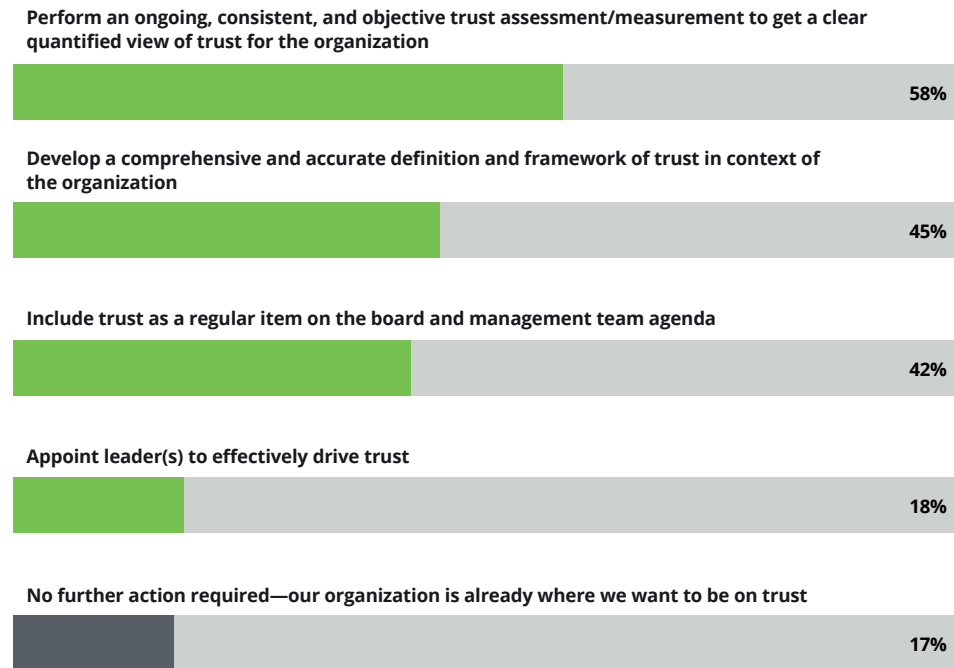 Perform an ongoing, consistent, and objective trust assessment/measurement to get a clear
quantified view of trust for the organization
58%
Develop a comprehensive and accurate definition and framework of trust in context of
the organization
45%
Include trust as a regular item on the board and management team agenda
42%
Appoint leader(s) to effectively drive trust
18%
No further action required—our organization is already where we want to be on trust
17%